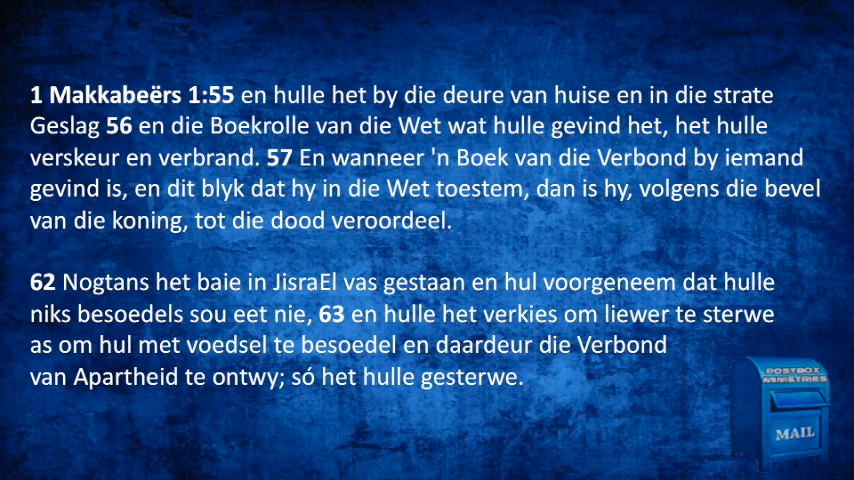 1 Makkabeërs 1:55 en hulle het by die deure van huise en in die strate
Geslag 56 en die Boekrolle van die Wet wat hulle gevind het, het hulle
verskeur en verbrand. 57 En wanneer 'n Boek van die Verbond by iemand
gevind is, en dit blyk dat hy in die Wet toestem, dan is hy, volgens die bevel
van die koning, tot die dood veroordeel.
62 Nogtans het baie in JisraEl vas gestaan en hul voorgeneem dat hulle
niks besoedels sou eet nie, 63 en hulle het verkies om liewer te sterwe
as om hul met voedsel te besoedel en daardeur die Verbond
van Apartheid te ontwy; só het hulle gesterwe.
POSTBOX
MINISTRIES
MAIL